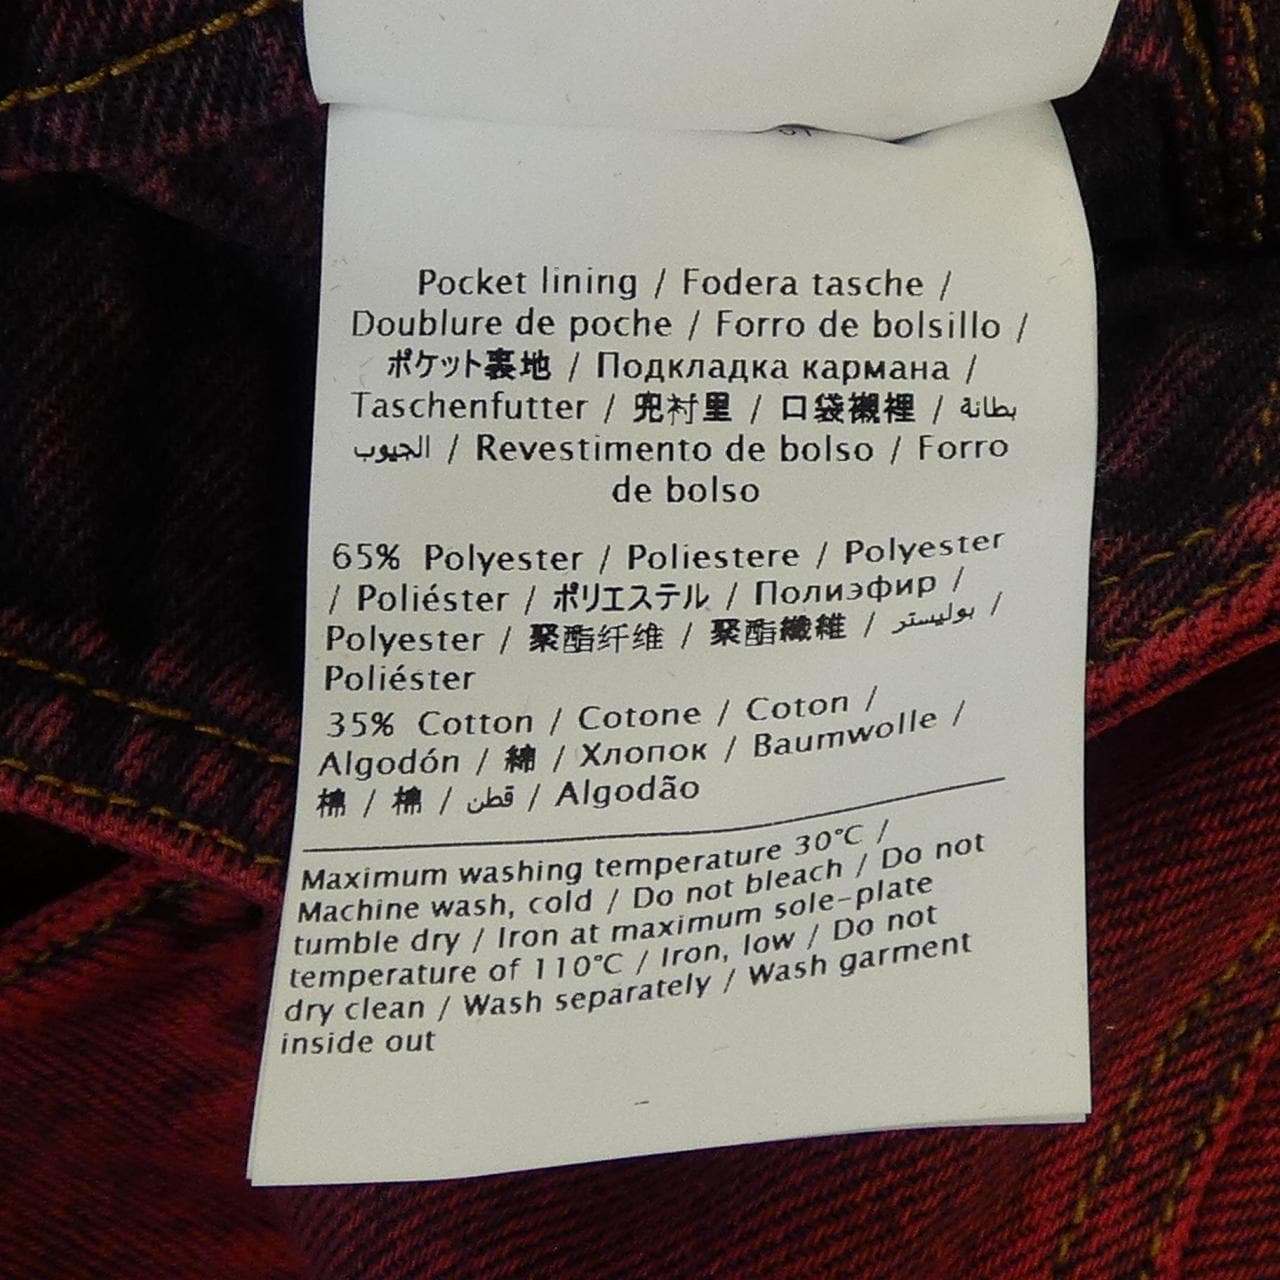 Pocket lining / Fodera tasche /
Doublure de poche / Forro de bolsillo /
ポケット裏地 / Подкладка кармана /
Taschenfutter / 兜衬里 / 口袋襯裡 / بطانة
الجيوب / Revestimento de bolso / Forro
de bolso
65% Polyester / Poliestere / Polyester
/ Poliéster / ポリエステル / Полиэфир /
Polyester / 聚酯纤维 / 聚酯纖維 / بوليستر /
Poliéster
35% Cotton / Cotone / Coton /
Algodón / 綿 / Хлопок / Baumwolle /
棉 / 棉 / قطن / Algodão
Maximum washing temperature 30°C /
Machine wash, cold / Do not bleach / Do not
tumble dry / Iron at maximum sole-plate
temperature of 110°C / Iron, low / Do not
dry clean / Wash separately / Wash garment
inside out